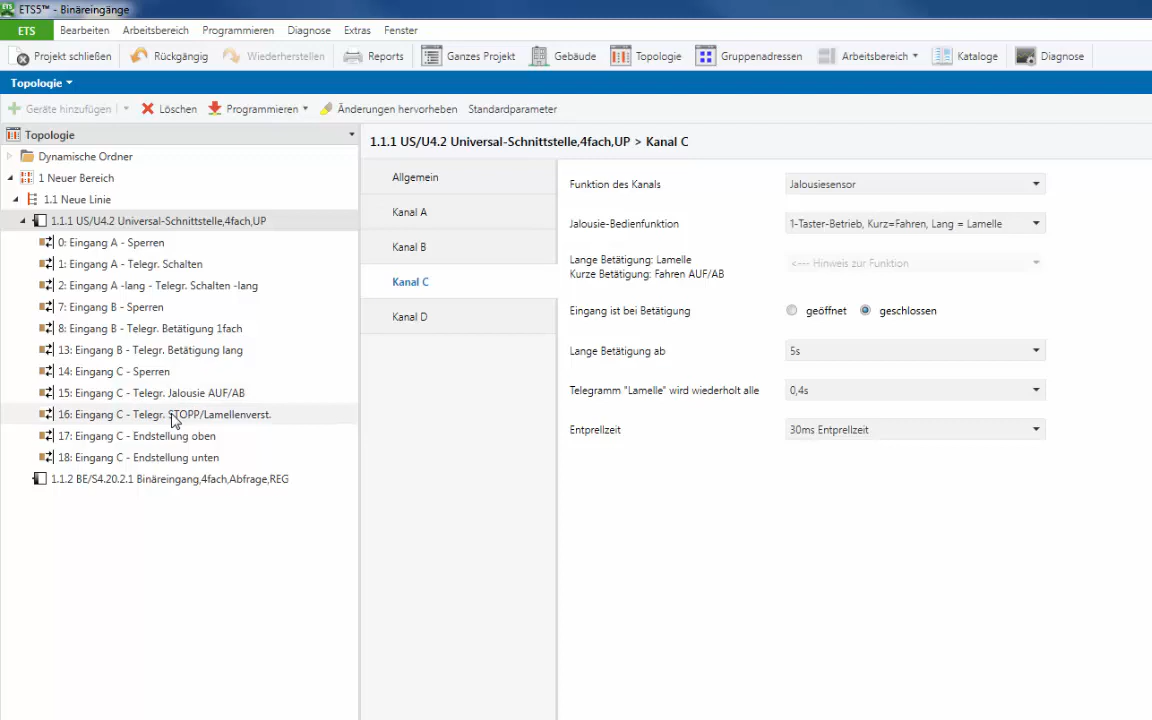 ETS5™ - Binäreingänge
ETS Bearbeiten Arbeitsbereich Programmieren Diagnose Extras Fenster
Projekt schließen Rückgängig Wiederherstellen Reports Ganzes Projekt Gebäude Topologie Gruppenadressen Arbeitsbereich Kataloge Diagnose
Topologie
Geräte hinzufügen Löschen Programmieren Änderungen hervorheben Standardparameter
Topologie
Dynamische Ordner
1 Neuer Bereich
1.1 Neue Linie
1.1.1 US/U4.2 Universal-Schnittstelle,4fach,UP
0: Eingang A - Sperren
1: Eingang A - Telegr. Schalten
2: Eingang A -lang - Telegr. Schalten -lang
7: Eingang B - Sperren
8: Eingang B - Telegr. Betätigung 1fach
13: Eingang B - Telegr. Betätigung lang
14: Eingang C - Sperren
15: Eingang C - Telegr. Jalousie AUF/AB
16: Eingang C - Telegr. STOPP/Lamellenverst.
17: Eingang C - Endstellung oben
18: Eingang C - Endstellung unten
1.1.2 BE/S4.20.2.1 Binäreingang,4fach,Abfrage,REG
1.1.1 US/U4.2 Universal-Schnittstelle,4fach,UP > Kanal C
Allgemein
Kanal A
Kanal B
Kanal C
Kanal D
Funktion des Kanals Jalousiesensor
Jalousie-Bedienfunktion 1-Taster-Betrieb, Kurz=Fahren, Lang = Lamelle
Lange Betätigung: Lamelle
Kurze Betätigung: Fahren AUF/AB <--- Hinweis zur Funktion
Eingang ist bei Betätigung geöffnet geschlossen
Lange Betätigung ab 5s
Telegramm "Lamelle" wird wiederholt alle 0,4s
Entprellzeit 30ms Entprellzeit